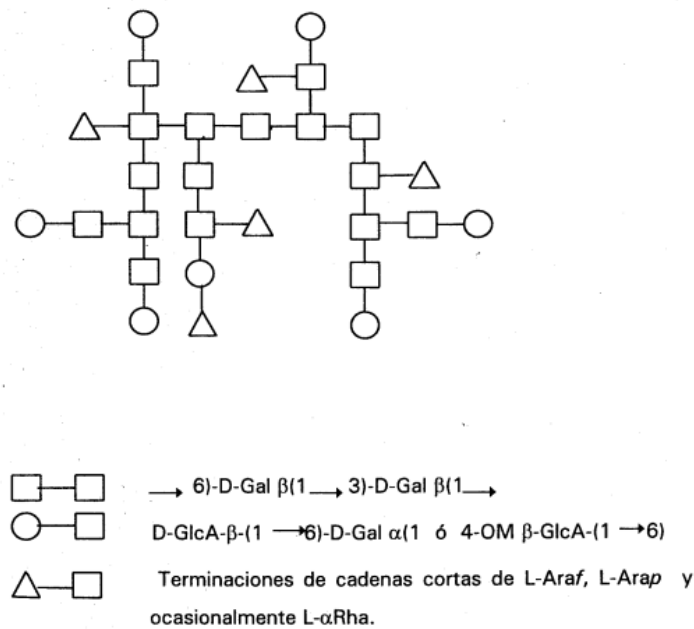 → 6)-D-Gal β(1 → 3)-D-Gal β(1 →
D-GlcA-β-(1 → 6)-D-Gal α(1 ó 4-OM β-GlcA-(1 → 6)
Terminaciones de cadenas cortas de L-Araf, L-Arap y
ocasionalmente L-αRha.